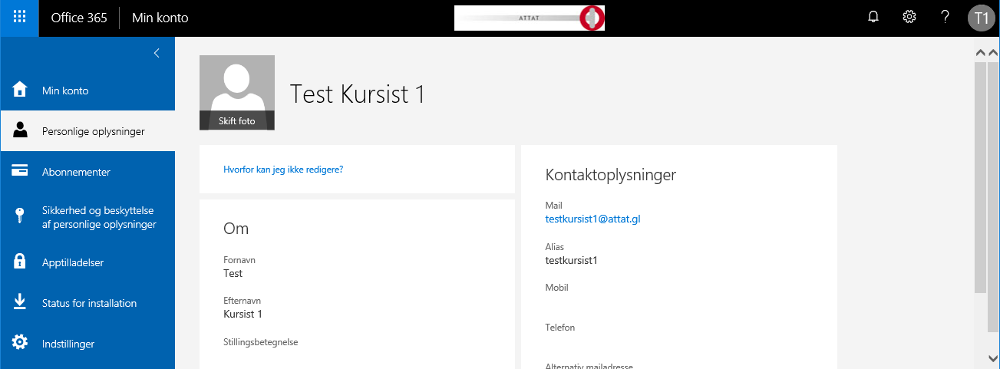 Office 365
Min konto
ATTAT
T1
Min konto
Personlige oplysninger
Abonnementer
Sikkerhed og beskyttelse
af personlige oplysninger
Apptilladelser
Status for installation
Indstillinger
Skift foto
Test Kursist 1
Hvorfor kan jeg ikke redigere?
Om
Fornavn
Test
Efternavn
Kursist 1
Stillingsbetegnelse
Kontaktoplysninger
Mail
testkursist1@attat.gl
Alias
testkursist1
Mobil
Telefon
Alternativ mailadresse